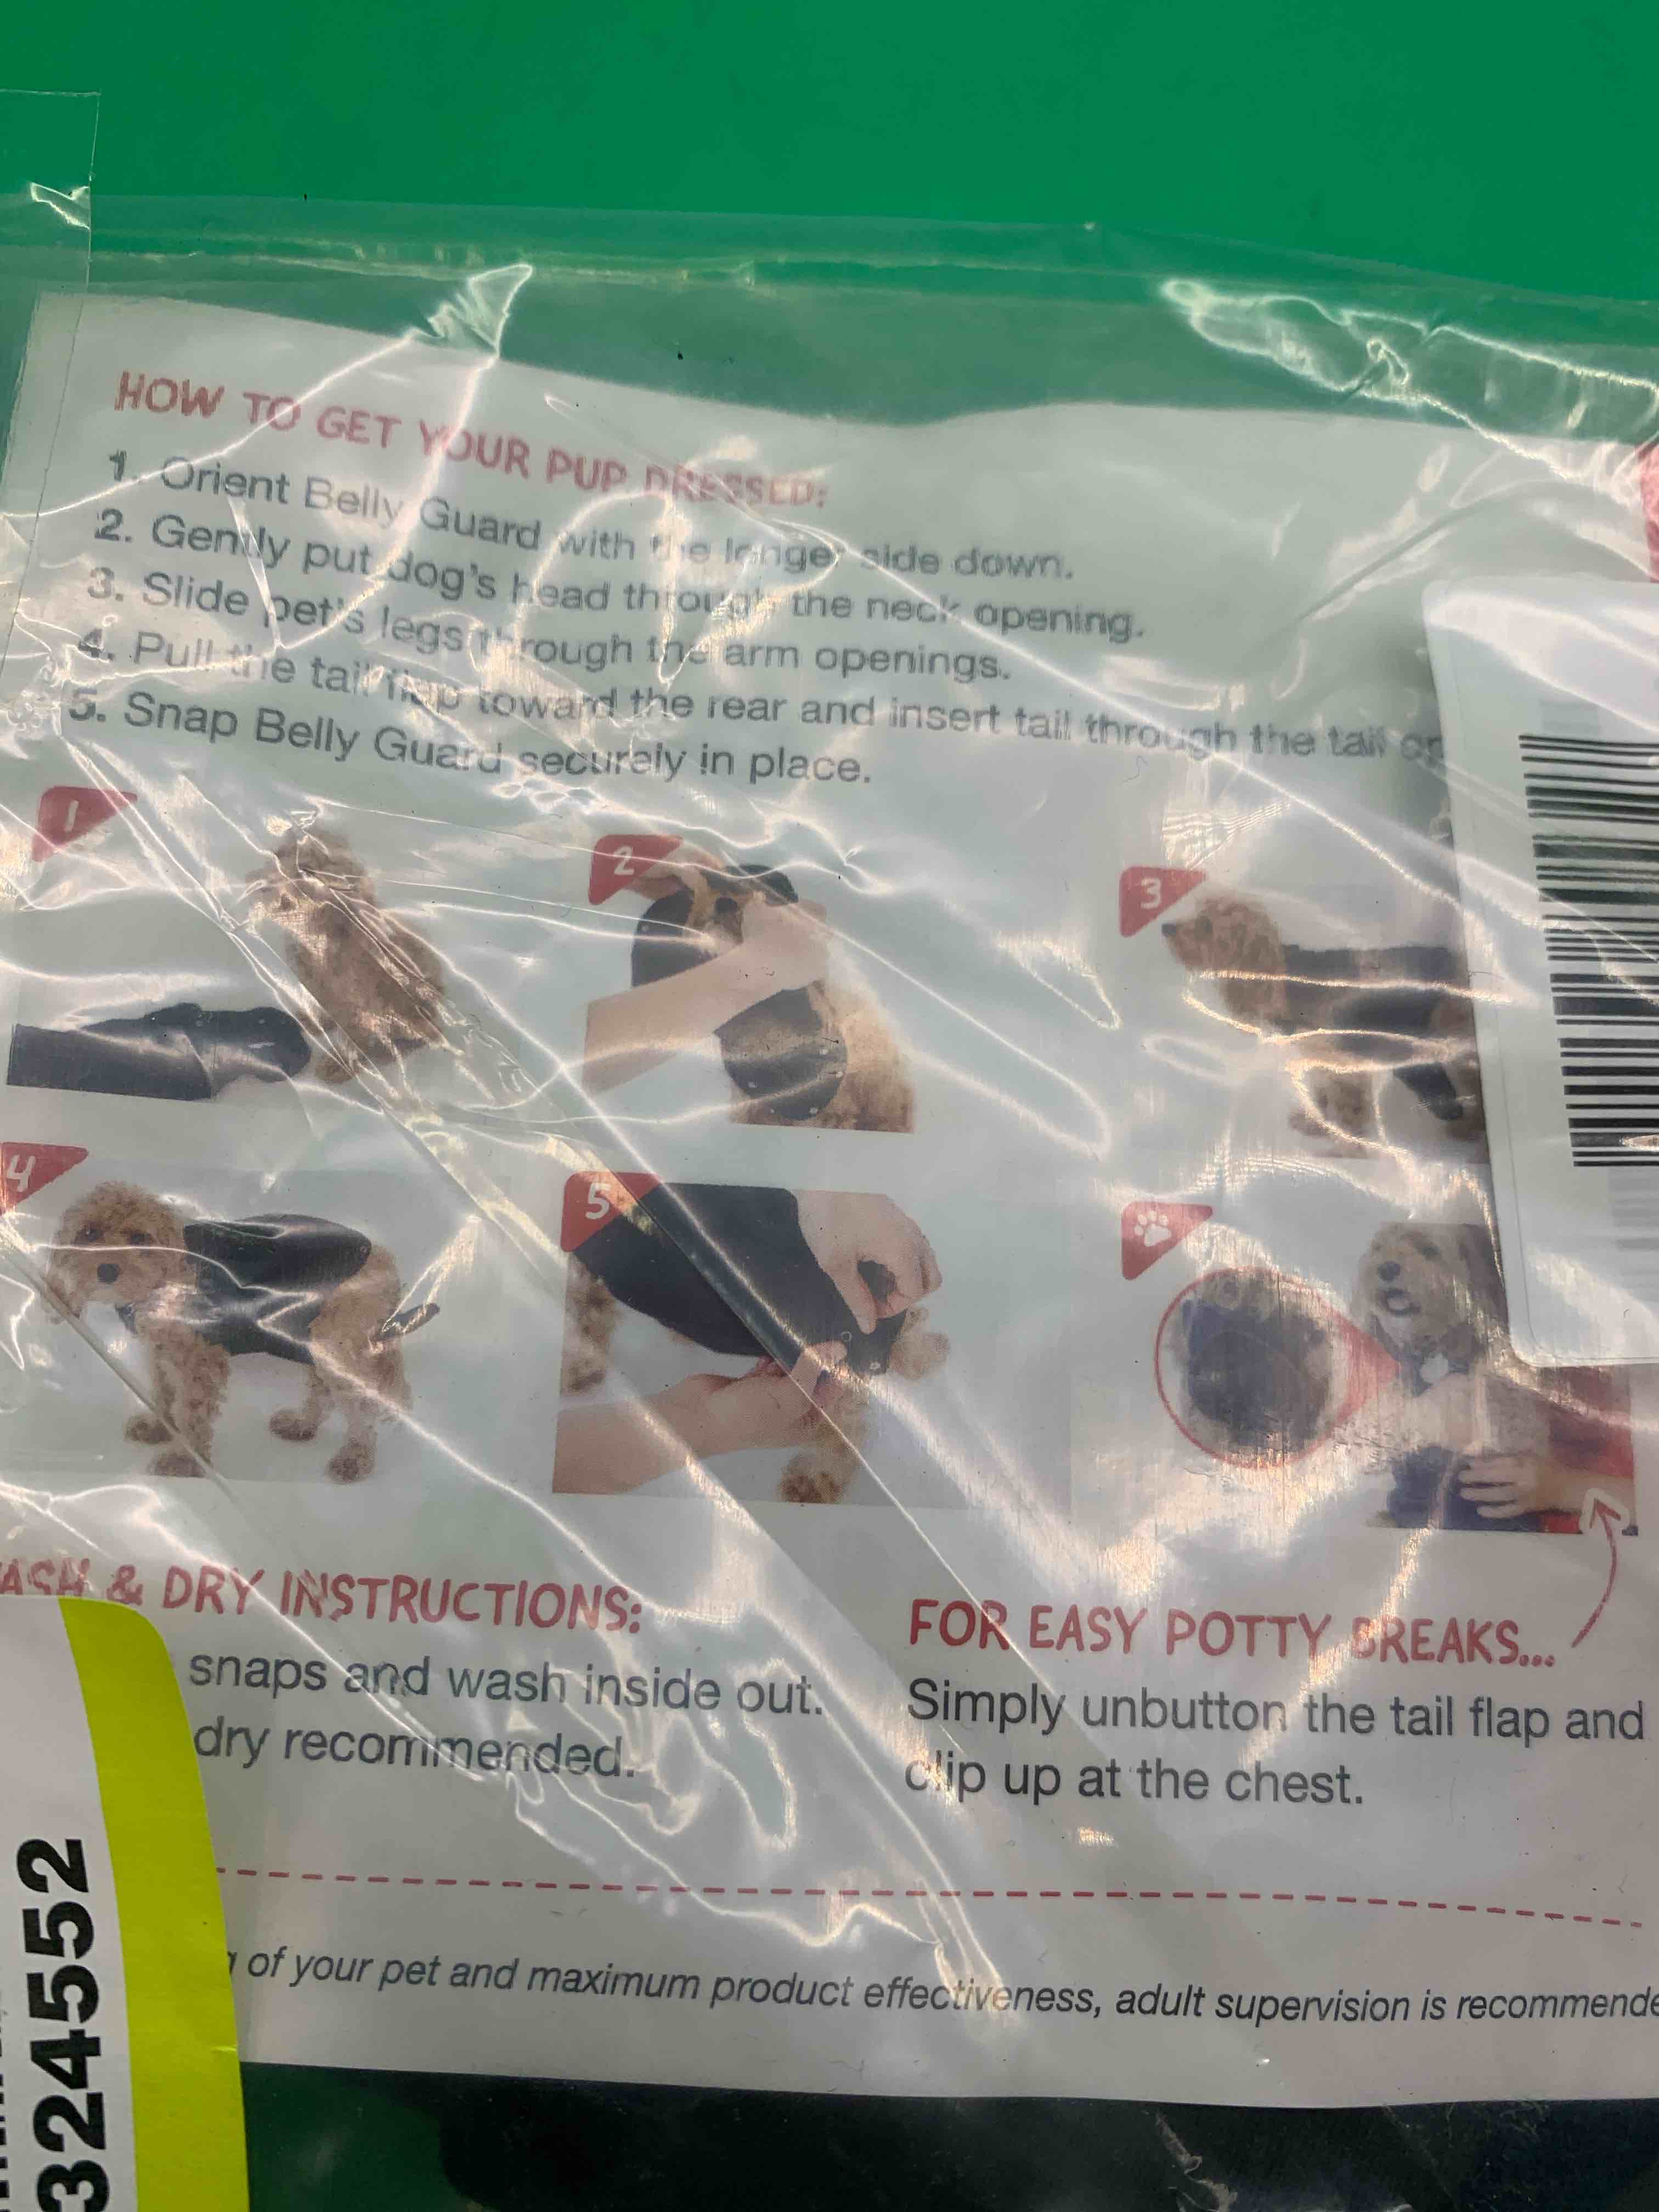 HOW TO GET YOUR PUP DRESSED:
1. Orient Belly Guard with the longer side down.
2. Gently put dog's head through the neck opening.
3. Slide pet's legs through the arm openings.
4. Pull the tail flap toward the rear and insert tail through the tail op
5. Snap Belly Guard securely in place.
1
2
3
4
5
ASH & DRY INSTRUCTIONS:
snaps and wash inside out.
dry recommended.
FOR EASY POTTY BREAKS...
Simply unbutton the tail flap and
clip up at the chest.
of your pet and maximum product effectiveness, adult supervision is recommende
324552